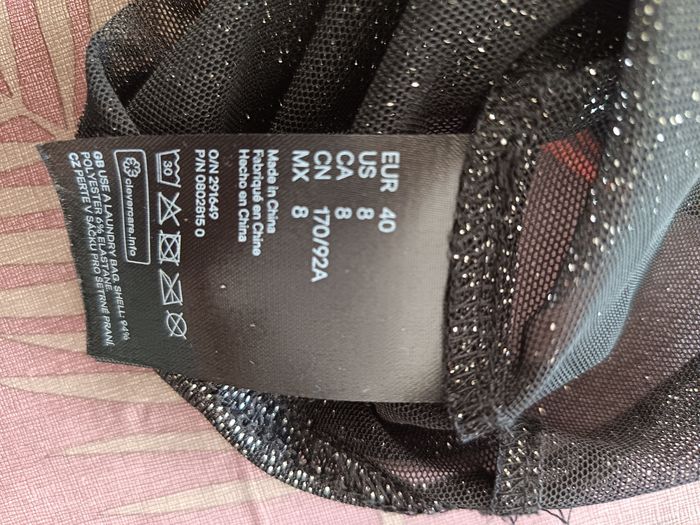 EUR 40
US 8
CA 8
CN 170/92A
MX 8
Made in China
Fabriqué en Chine
Hecho en China
O/N 291649
P/N 0802815 0
30
clevercare.info
GB USE A LAUNDRY BAG. SHELL: 94%
POLYESTER 6% ELASTANE.
CZ PERTE V SÁČKU PRO ŠETRNÉ PRANÍ.